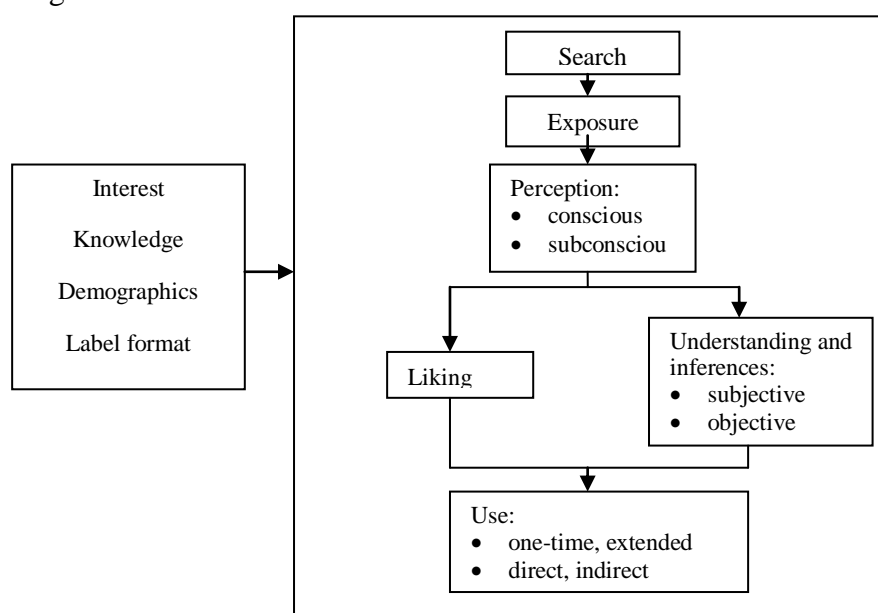 Search
Exposure
Interest
Knowledge
Demographics
Label format
Perception:
• conscious
• subconsciou
Liking
Understanding and
inferences:
• subjective
• objective
Use:
• one-time, extended
• direct, indirect